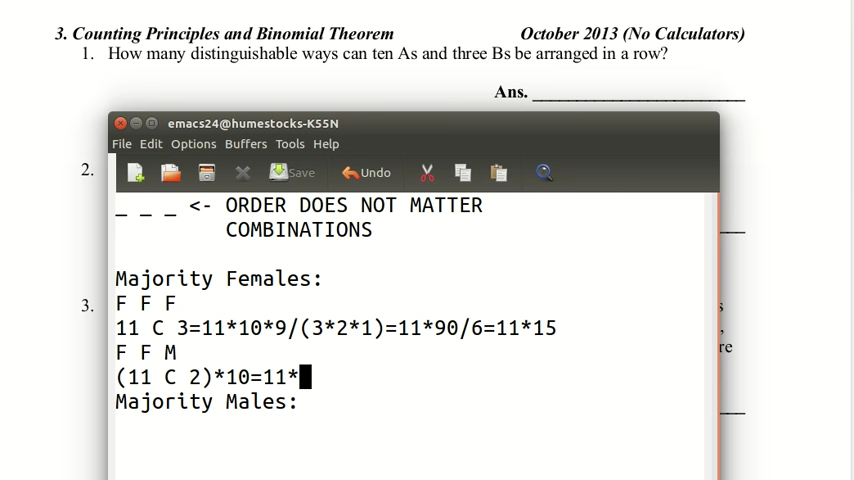 3. Counting Principles and Binomial Theorem October 2013 (No Calculators)
1. How many distinguishable ways can ten As and three Bs be arranged in a row?
Ans.
emacs24@humestocks-K55N
File Edit Options Buffers Tools Help
2.
Save Undo
_ _ _ <- ORDER DOES NOT MATTER
COMBINATIONS
Majority Females:
3.
F F F
11 C 3=11*10*9/(3*2*1)=11*90/6=11*15
F F M
re
(11 C 2)*10=11*
Majority Males: